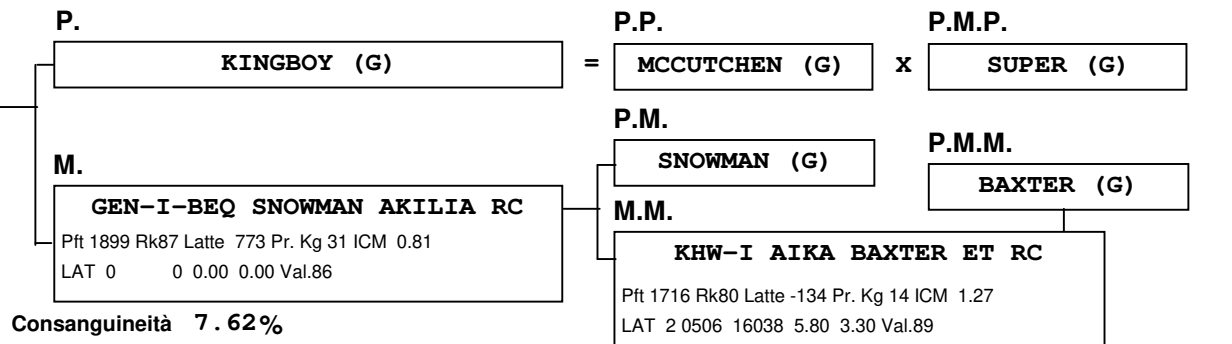 P.
P.P.
P.M.P.
KINGBOY (G)
=
MCCUTCHEN (G)
X
SUPER (G)
P.M.
P.M.M.
SNOWMAN (G)
BAXTER (G)
M.
GEN-I-BEQ SNOWMAN AKILIA RC
Pft 1899 Rk87 Latte 773 Pr. Kg 31 ICM 0.81
LAT 0 0 0.00 0.00 Val.86
M.M.
KHW-I AIKA BAXTER ET RC
Pft 1716 Rk80 Latte -134 Pr. Kg 14 ICM 1.27
LAT 2 0506 16038 5.80 3.30 Val.89
Consanguineità 7.62%